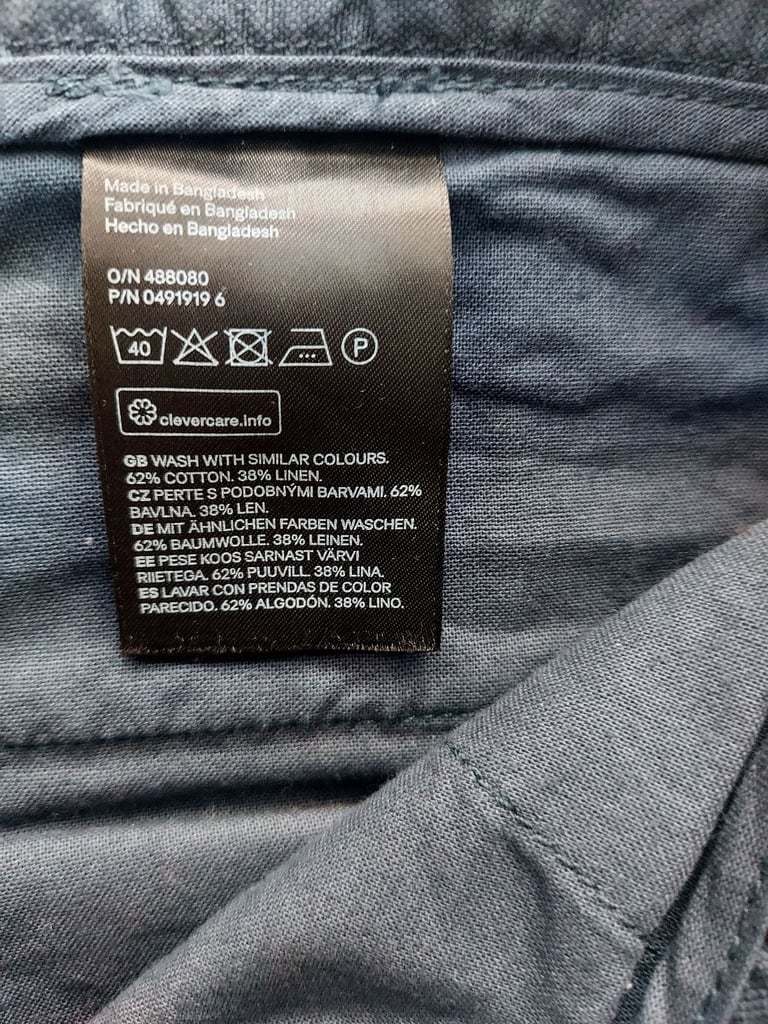 Made in Bangladesh
Fabriqué en Bangladesh
Hecho en Bangladesh
O/N 488080
P/N 0491919 6
40 P
clevercare.info
GB WASH WITH SIMILAR COLOURS.
62% COTTON. 38% LINEN.
CZ PERTE S PODOBNÝMI BARVAMI. 62%
BAVLNA. 38% LEN.
DE MIT ÄHNLICHEN FARBEN WASCHEN.
62% BAUMWOLLE. 38% LEINEN.
EE PESE KOOS SARNAST VÄRVI
RIIETEGA. 62% PUUVILL. 38% LINA.
ES LAVAR CON PRENDAS DE COLOR
PARECIDO. 62% ALGODÓN. 38% LINO.